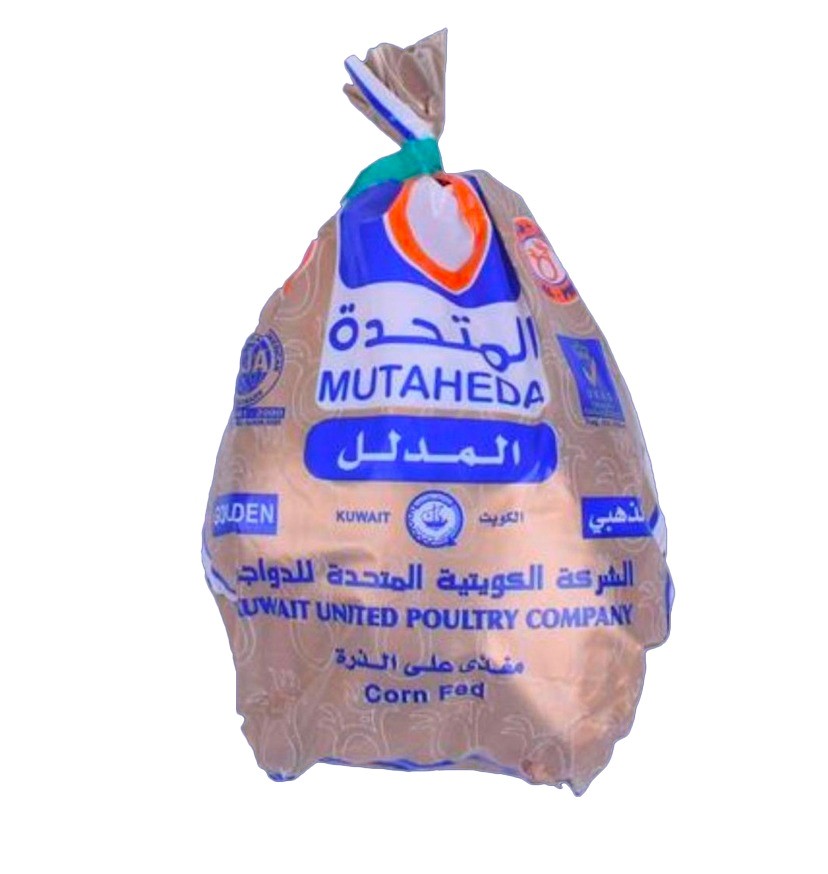 المتحدة
MUTAHEDA
المدلل
GOLDEN
KUWAIT
الكويت
الشركة الكويتية المتحدة للدواجن
KUWAIT UNITED POULTRY COMPANY
مغذى على الذرة
Corn Fed